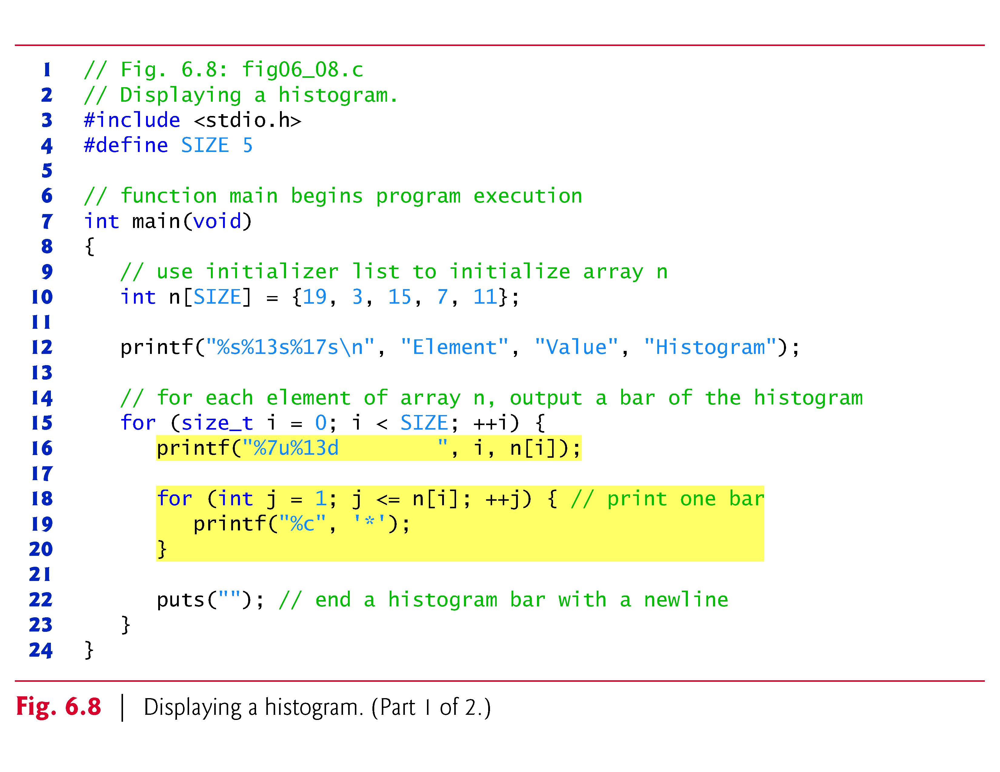 1 // Fig. 6.8: fig06_08.c
2 // Displaying a histogram.
3 #include <stdio.h>
4 #define SIZE 5
5
6 // function main begins program execution
7 int main(void)
8 {
9    // use initializer list to initialize array n
10    int n[SIZE] = {19, 3, 15, 7, 11};
11
12    printf("%s%13s%17s\n", "Element", "Value", "Histogram");
13
14    // for each element of array n, output a bar of the histogram
15    for (size_t i = 0; i < SIZE; ++i) {
16       printf("%7u%13d        ", i, n[i]);
17
18       for (int j = 1; j <= n[i]; ++j) { // print one bar
19          printf("%c", '*');
20       }
21
22       puts(""); // end a histogram bar with a newline
23    }
24 }
Fig. 6.8 | Displaying a histogram. (Part 1 of 2.)